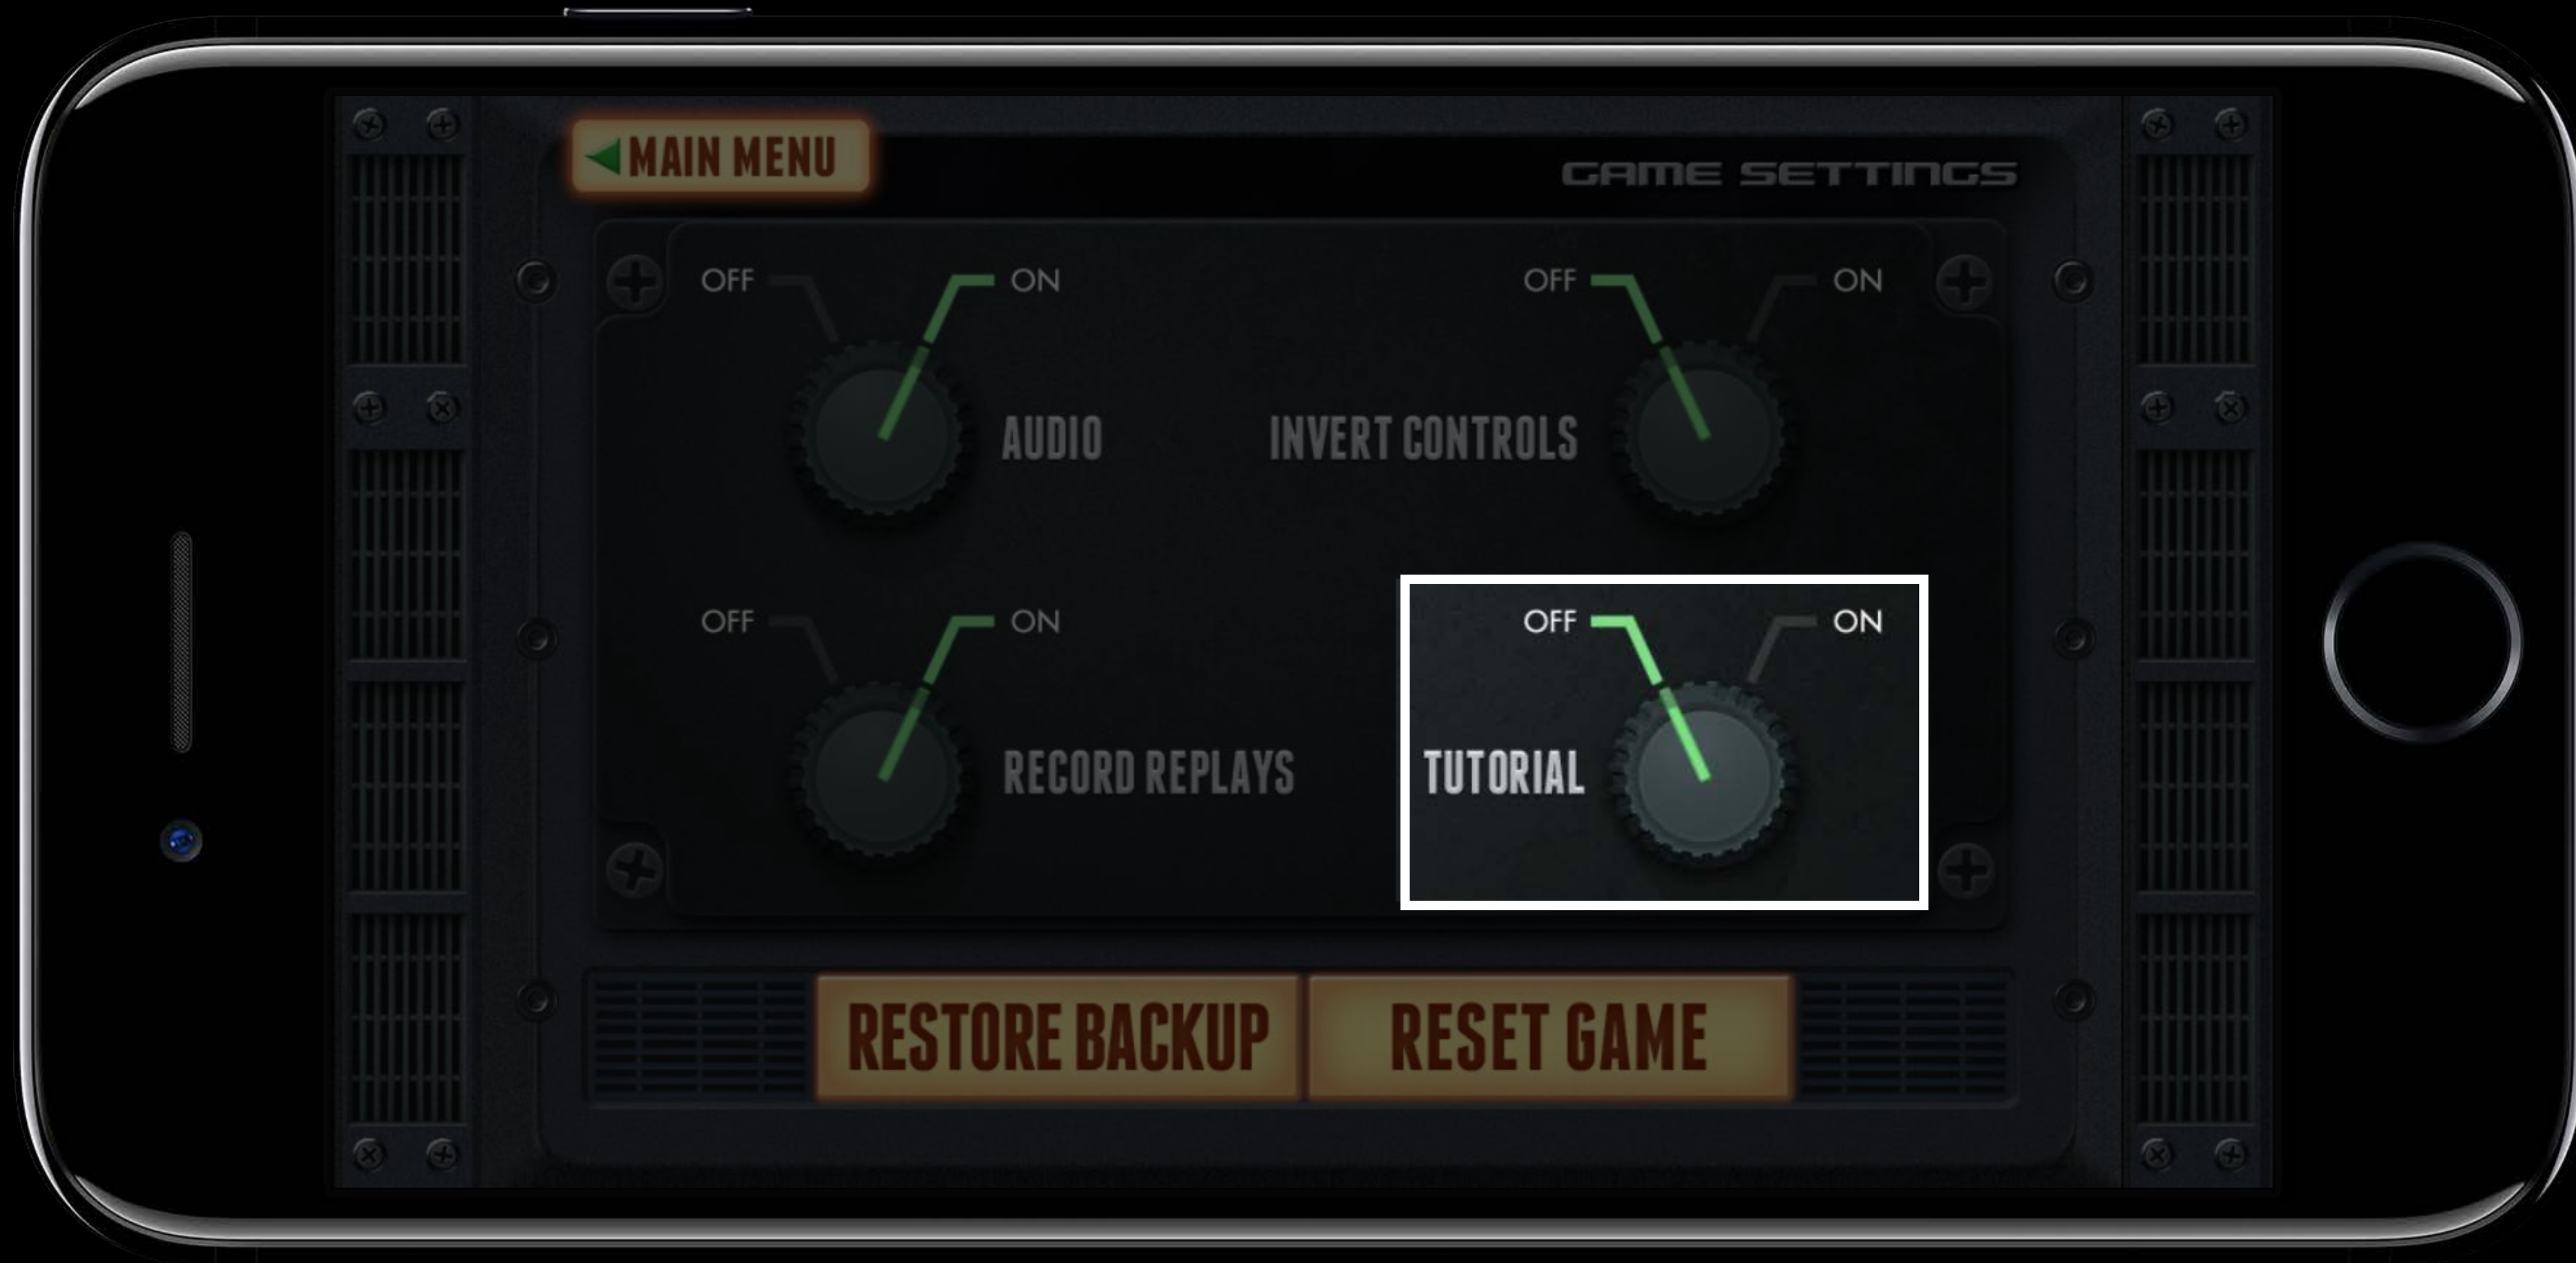 MAIN MENU
GAME SETTINGS
OFF ON
AUDIO
OFF ON
INVERT CONTROLS
OFF ON
RECORD REPLAYS
OFF ON
TUTORIAL
RESTORE BACKUP
RESET GAME